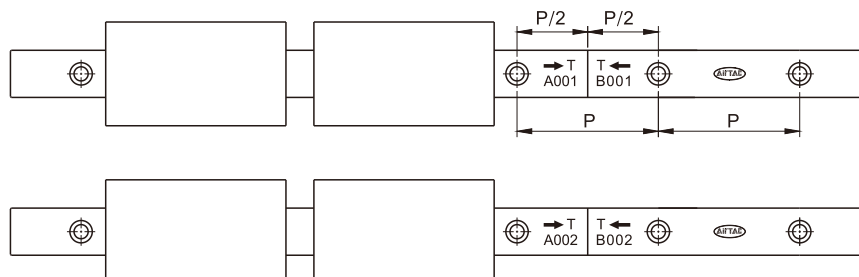 P/2 P/2
T T
A001 B001 AirTAC
P P
T T
A002 B002 AirTAC